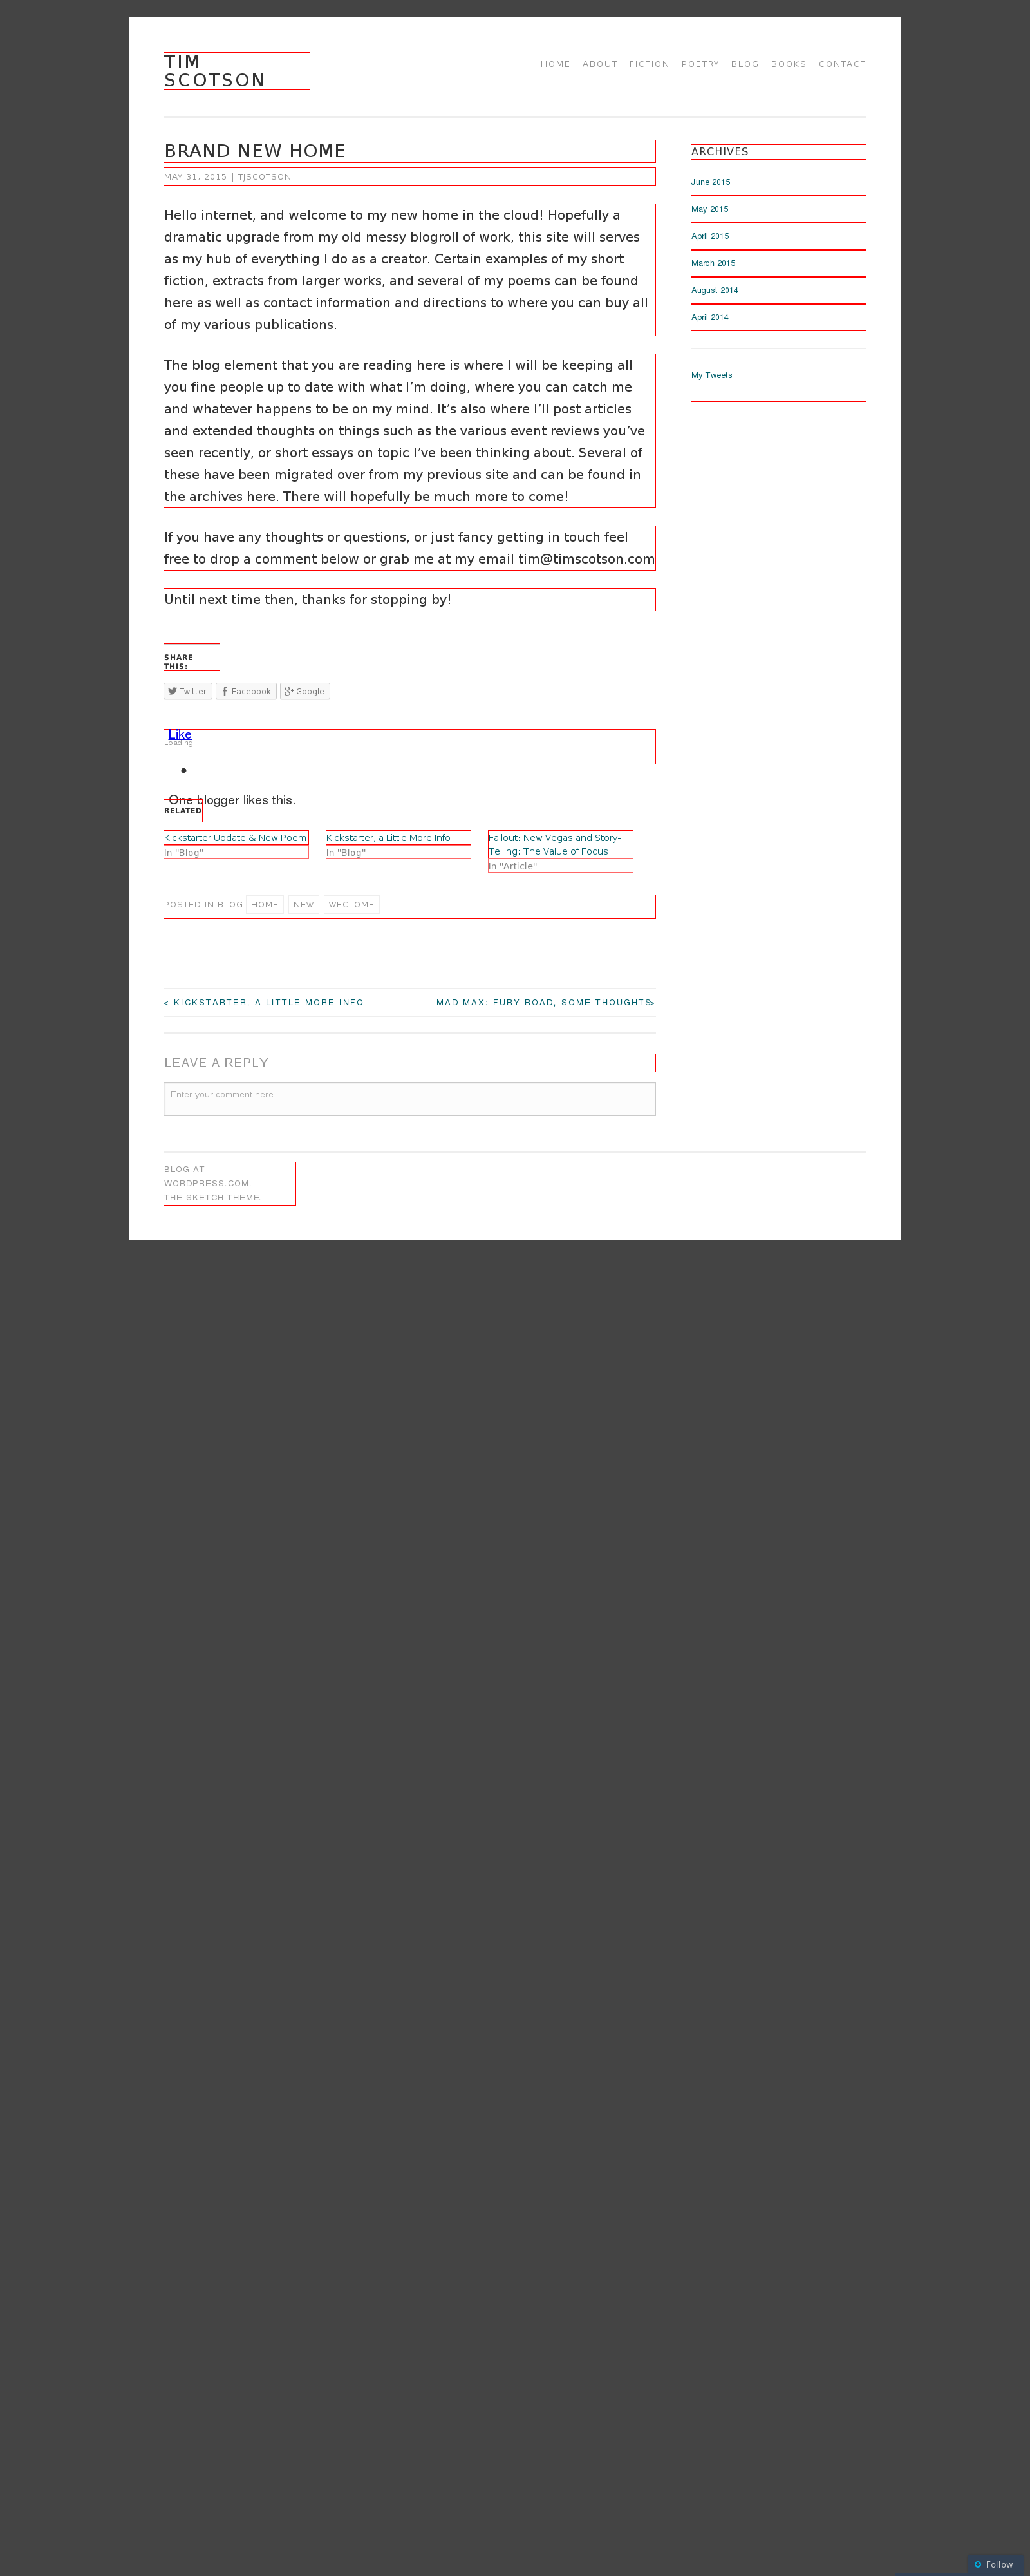 TIM
SCOTSON
HOME ABOUT FICTION POETRY BLOG BOOKS CONTACT
BRAND NEW HOME
MAY 31, 2015 | TJSCOTSON
Hello internet, and welcome to my new home in the cloud! Hopefully a
dramatic upgrade from my old messy blogroll of work, this site will serves
as my hub of everything I do as a creator. Certain examples of my short
fiction, extracts from larger works, and several of my poems can be found
here as well as contact information and directions to where you can buy all
of my various publications.
The blog element that you are reading here is where I will be keeping all
you fine people up to date with what I’m doing, where you can catch me
and whatever happens to be on my mind. It’s also where I’ll post articles
and extended thoughts on things such as the various event reviews you’ve
seen recently, or short essays on topic I’ve been thinking about. Several of
these have been migrated over from my previous site and can be found in
the archives here. There will hopefully be much more to come!
If you have any thoughts or questions, or just fancy getting in touch feel
free to drop a comment below or grab me at my email tim@timscotson.com
Until next time then, thanks for stopping by!
SHARE
THIS:
Twitter Facebook Google
Like
Loading...
One blogger likes this.
RELATED
Kickstarter Update & New Poem
In "Blog"
Kickstarter, a Little More Info
In "Blog"
Fallout: New Vegas and Story-
Telling: The Value of Focus
In "Article"
POSTED IN BLOG HOME NEW WECLOME
< KICKSTARTER, A LITTLE MORE INFO
MAD MAX: FURY ROAD, SOME THOUGHTS>
LEAVE A REPLY
Enter your comment here...
ARCHIVES
June 2015
May 2015
April 2015
March 2015
August 2014
April 2014
My Tweets
BLOG AT
WORDPRESS.COM.
THE SKETCH THEME.
Follow